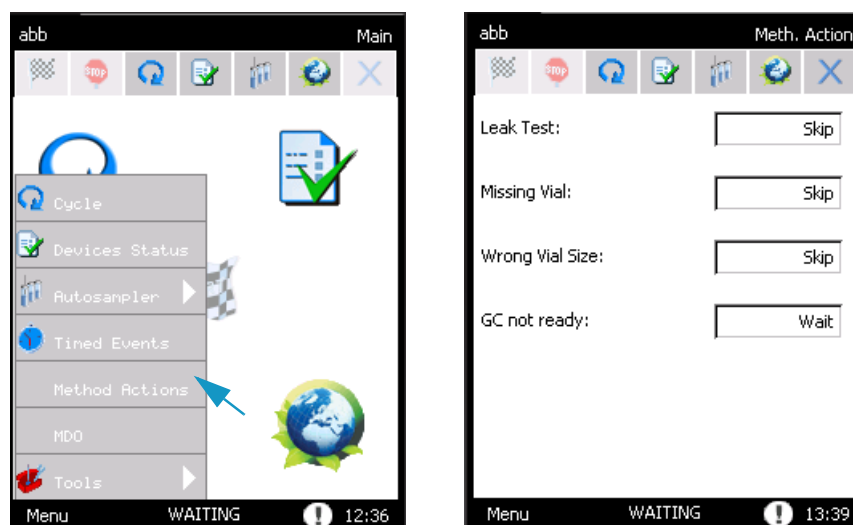 abb Main
STOP
Cycle
Devices Status
Autosampler
Timed Events
Method Actions
MDO
Tools
Menu WAITING 12:36
abb Meth. Action
STOP
Leak Test: Skip
Missing Vial: Skip
Wrong Vial Size: Skip
GC not ready: Wait
Menu WAITING 13:39